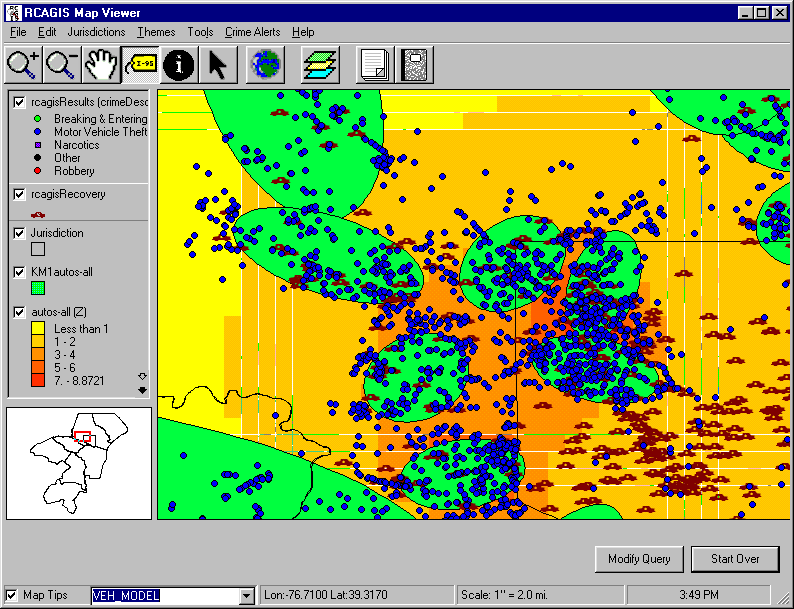 RCAGIS Map Viewer
File Edit Jurisdictions Themes Tools Crime Alerts Help
I-95
rcagisResults (crimeDesc
Breaking & Entering
Motor Vehicle Theft
Narcotics
Other
Robbery
rcagisRecovery
Jurisdiction
KM1autos-all
autos-all (Z)
Less than 1
1 - 2
3 - 4
5 - 6
7. - 8.8721
Modify Query
Start Over
Map Tips
VEH_MODEL
Lon:-76.7100 Lat:39.3170
Scale: 1" = 2.0 mi.
3:49 PM